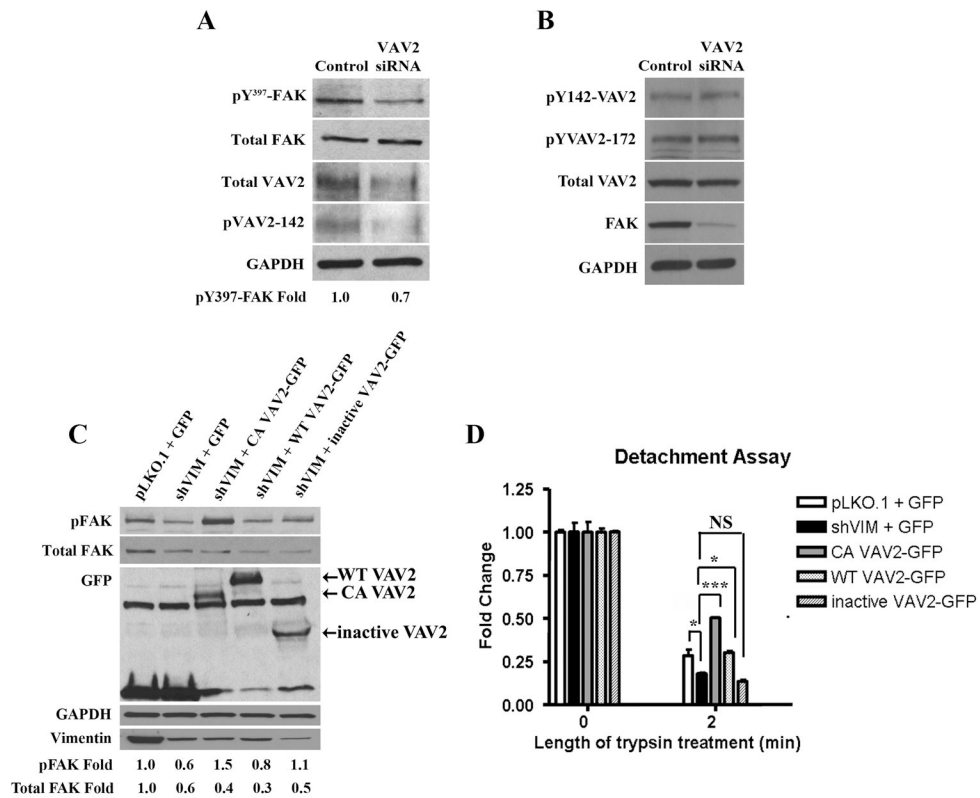 A
Control
VAV2
siRNA
pY³⁹⁷-FAK
Total FAK
Total VAV2
pVAV2-142
GAPDH
pY397-FAK Fold 1.0 0.7
B
Control
VAV2
siRNA
pY142-VAV2
pYVAV2-172
Total VAV2
FAK
GAPDH
C
pLKO.1 + GFP
shVIM + GFP
shVIM + CA VAV2-GFP
shVIM + WT VAV2-GFP
shVIM + inactive VAV2-GFP
pFAK
Total FAK
GFP
←WT VAV2
←CA VAV2
←inactive VAV2
GAPDH
Vimentin
pFAK Fold 1.0 0.6 1.5 0.8 1.1
Total FAK Fold 1.0 0.6 0.4 0.3 0.5
D
Detachment Assay
Fold Change
1.25
1.00
0.75
0.50
0.25
0.00
NS
*
***
*
0 2
Length of trypsin treatment (min)
pLKO.1 + GFP
shVIM + GFP
CA VAV2-GFP
WT VAV2-GFP
inactive VAV2-GFP